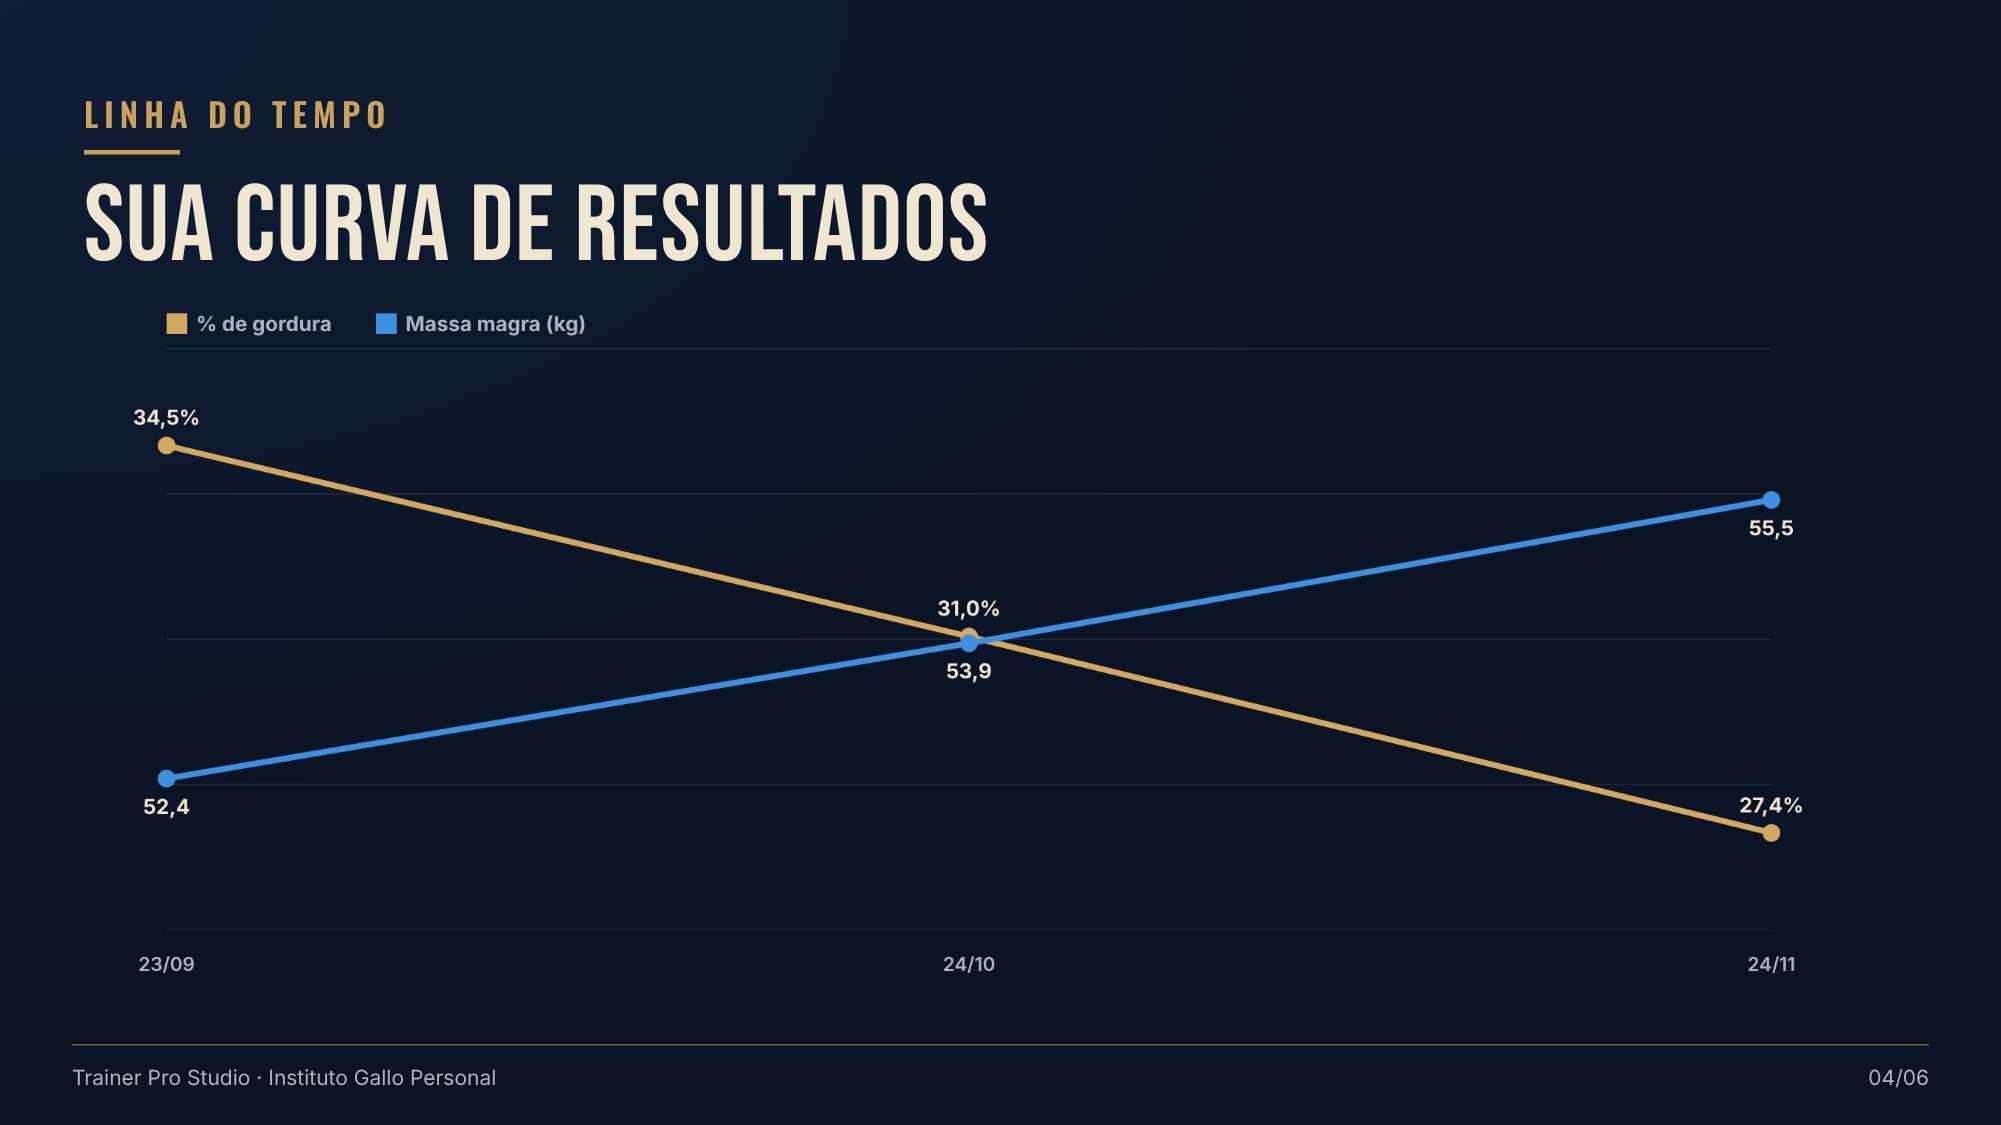 LINHA DO TEMPO
SUA CURVA DE RESULTADOS
% de gordura Massa magra (kg)
34,5%
55,5
31,0%
53,9
52,4
27,4%
23/09 24/10 24/11
Trainer Pro Studio · Instituto Gallo Personal 04/06